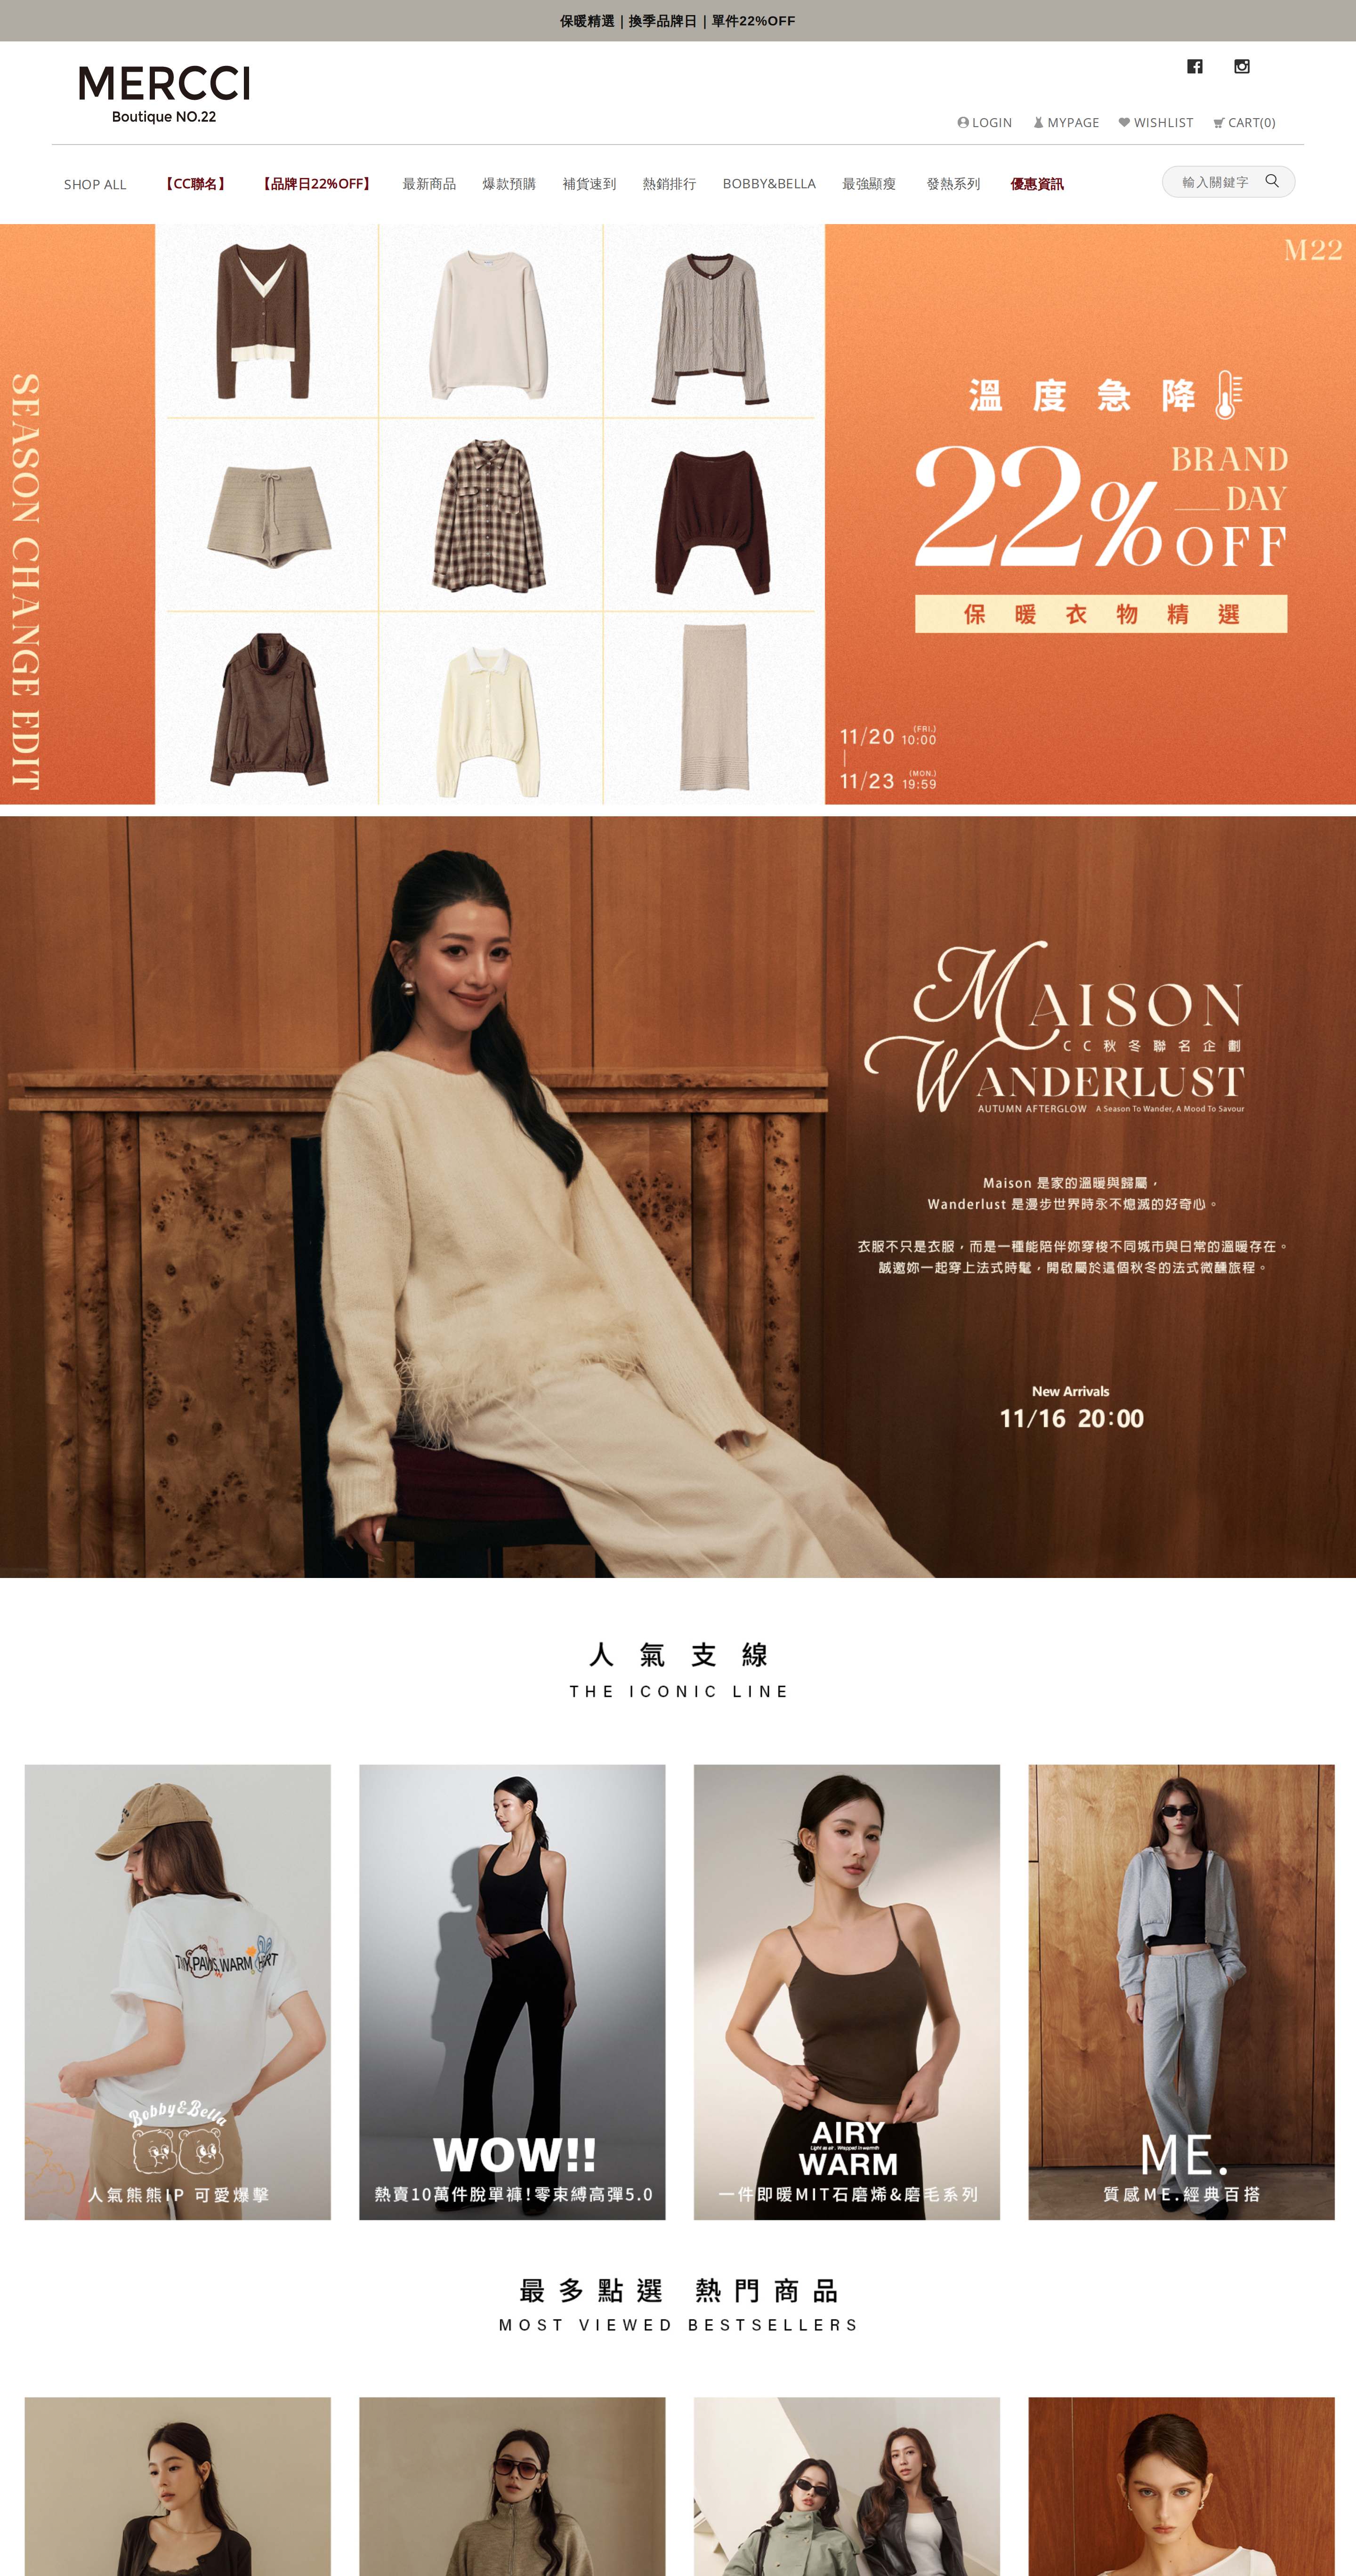 保暖精選｜換季品牌日｜單件22%OFF
MERCCI
Boutique NO.22
LOGIN
MYPAGE
WISHLIST
CART(0)
SHOP ALL
【CC聯名】
【品牌日22%OFF】
最新商品
爆款預購
補貨速到
熱銷排行
BOBBY&BELLA
最強顯瘦
發熱系列
優惠資訊
輸入關鍵字
SEASON CHANGE EDIT
M22
溫度急降
22% OFF
BRAND
DAY
保暖衣物精選
11/20 (FRI.) 10:00
11/23 (MON.) 19:59
MAISON
CC秋冬聯名企劃
WANDERLUST
AUTUMN AFTERGLOW A Season To Wander, A Mood To Savour
Maison 是家的溫暖與歸屬，
Wanderlust 是漫步世界時永不熄滅的好奇心。
衣服不只是衣服，而是一種能陪伴妳穿梭不同城市與日常的溫暖存在。
誠邀妳一起穿上法式時髦，開啟屬於這個秋冬的法式微醺旅程。
New Arrivals
11/16 20:00
人氣支線
THE ICONIC LINE
Bobby&Bella
人氣熊熊IP 可愛爆擊
WOW!!
熱賣10萬件脫單褲!零束縛高彈5.0
AIRY
Light as air . Wrapped in warmth
WARM
一件即暖MIT石磨烯&磨毛系列
ME.
質感ME.經典百搭
最多點選 熱門商品
MOST VIEWED BESTSELLERS